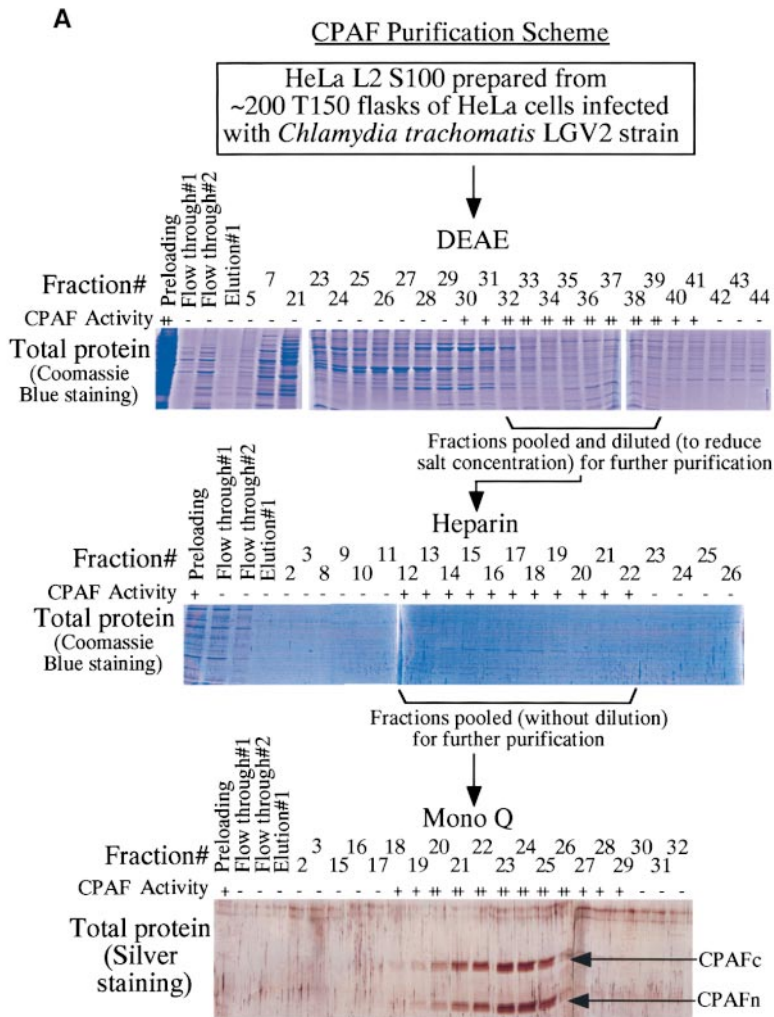 A
CPAF Purification Scheme
HeLa L2 S100 prepared from
~200 T150 flasks of HeLa cells infected
with Chlamydia trachomatis LGV2 strain
DEAE
Preloading
Flow through#1
Flow through#2
Elution#1
Fraction# 5 7 21 23 24 25 26 27 28 29 30 31 32 33 34 35 36 37 38 39 40 41 42 43 44
CPAF Activity ++ - - - - - - - - - - - - - + + ++ ++ ++ ++ ++ ++ ++ ++ + + - - -
Total protein
(Coomassie
Blue staining)
Fractions pooled and diluted (to reduce
salt concentration) for further purification
Heparin
Preloading
Flow through#1
Flow through#2
Elution#1
Fraction# 2 3 8 9 10 11 12 13 14 15 16 17 18 19 20 21 22 23 24 25 26
CPAF Activity + - - - - - - - - - + + + + + + + + + + + - - - -
Total protein
(Coomassie
Blue staining)
Fractions pooled (without dilution)
for further purification
Mono Q
Preloading
Flow through#1
Flow through#2
Elution#1
Fraction# 2 3 15 16 17 18 19 20 21 22 23 24 25 26 27 28 29 30 31 32
CPAF Activity + - - - - - - - - + + ++ ++ ++ ++ ++ ++ ++ + + + - - -
Total protein
(Silver
staining)
CPAFc
CPAFn